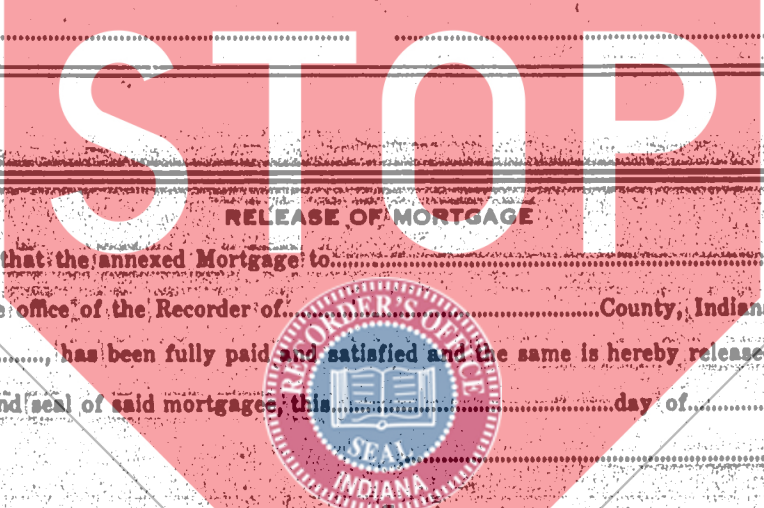 STOP
RELEASE OF MORTGAGE
that the annexed Mortgage to
office of the Recorder of County, Indiana
, has been fully paid and satisfied and the same is hereby release
nd seal of said mortgagee, this day of
RECORDER'S OFFICE
SEAL
INDIANA